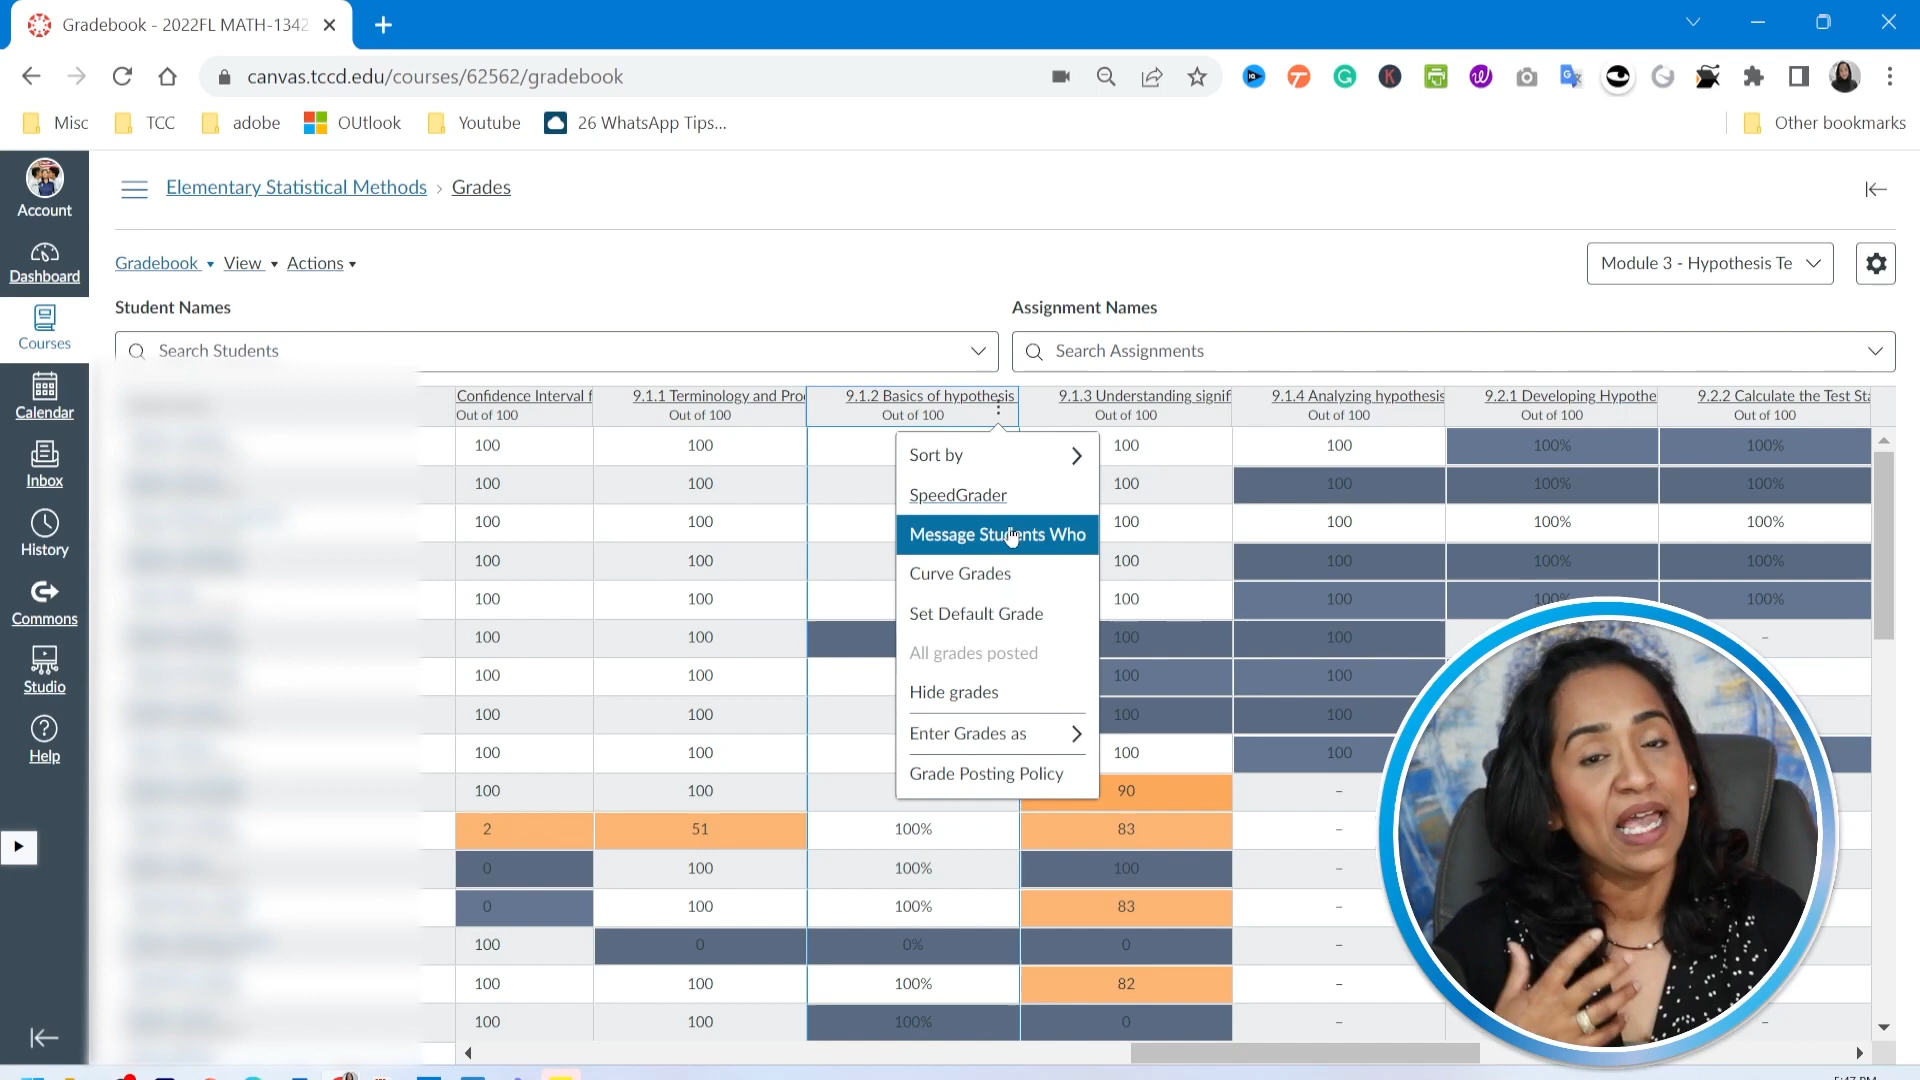 Gradebook - 2022FL MATH-1342
canvas.tccd.edu/courses/62562/gradebook
Misc
TCC
adobe
OUtlook
Youtube
26 WhatsApp Tips...
Other bookmarks
Account
Dashboard
Courses
Calendar
Inbox
History
Commons
Studio
Help
Elementary Statistical Methods › Grades
Gradebook View Actions
Module 3 - Hypothesis Te
Student Names
Assignment Names
Search Students
Search Assignments
Confidence Interval f 9.1.1 Terminology and Pro 9.1.2 Basics of hypothesis 9.1.3 Understanding signif 9.1.4 Analyzing hypothesis 9.2.1 Developing Hypothe 9.2.2 Calculate the Test Sta
Out of 100 Out of 100 Out of 100 Out of 100 Out of 100 Out of 100 Out of 100
100 100 100 100 100% 100%
100 100 100 100 100% 100%
100 100 100 100 100% 100%
100 100 100 100 100% 100%
100 100 100 100 100% 100%
100 100 100 100 –
100 100 100 100
100 100 100 100
100 100 100 100
100 100 90 –
2 51 100% 83 –
0 100 100% 100 –
0 100 100% 83 –
100 0 0% 0 –
100 100 100% 82 –
100 100 100% 0 – –
Sort by
SpeedGrader
Message Students Who
Curve Grades
Set Default Grade
All grades posted
Hide grades
Enter Grades as
Grade Posting Policy